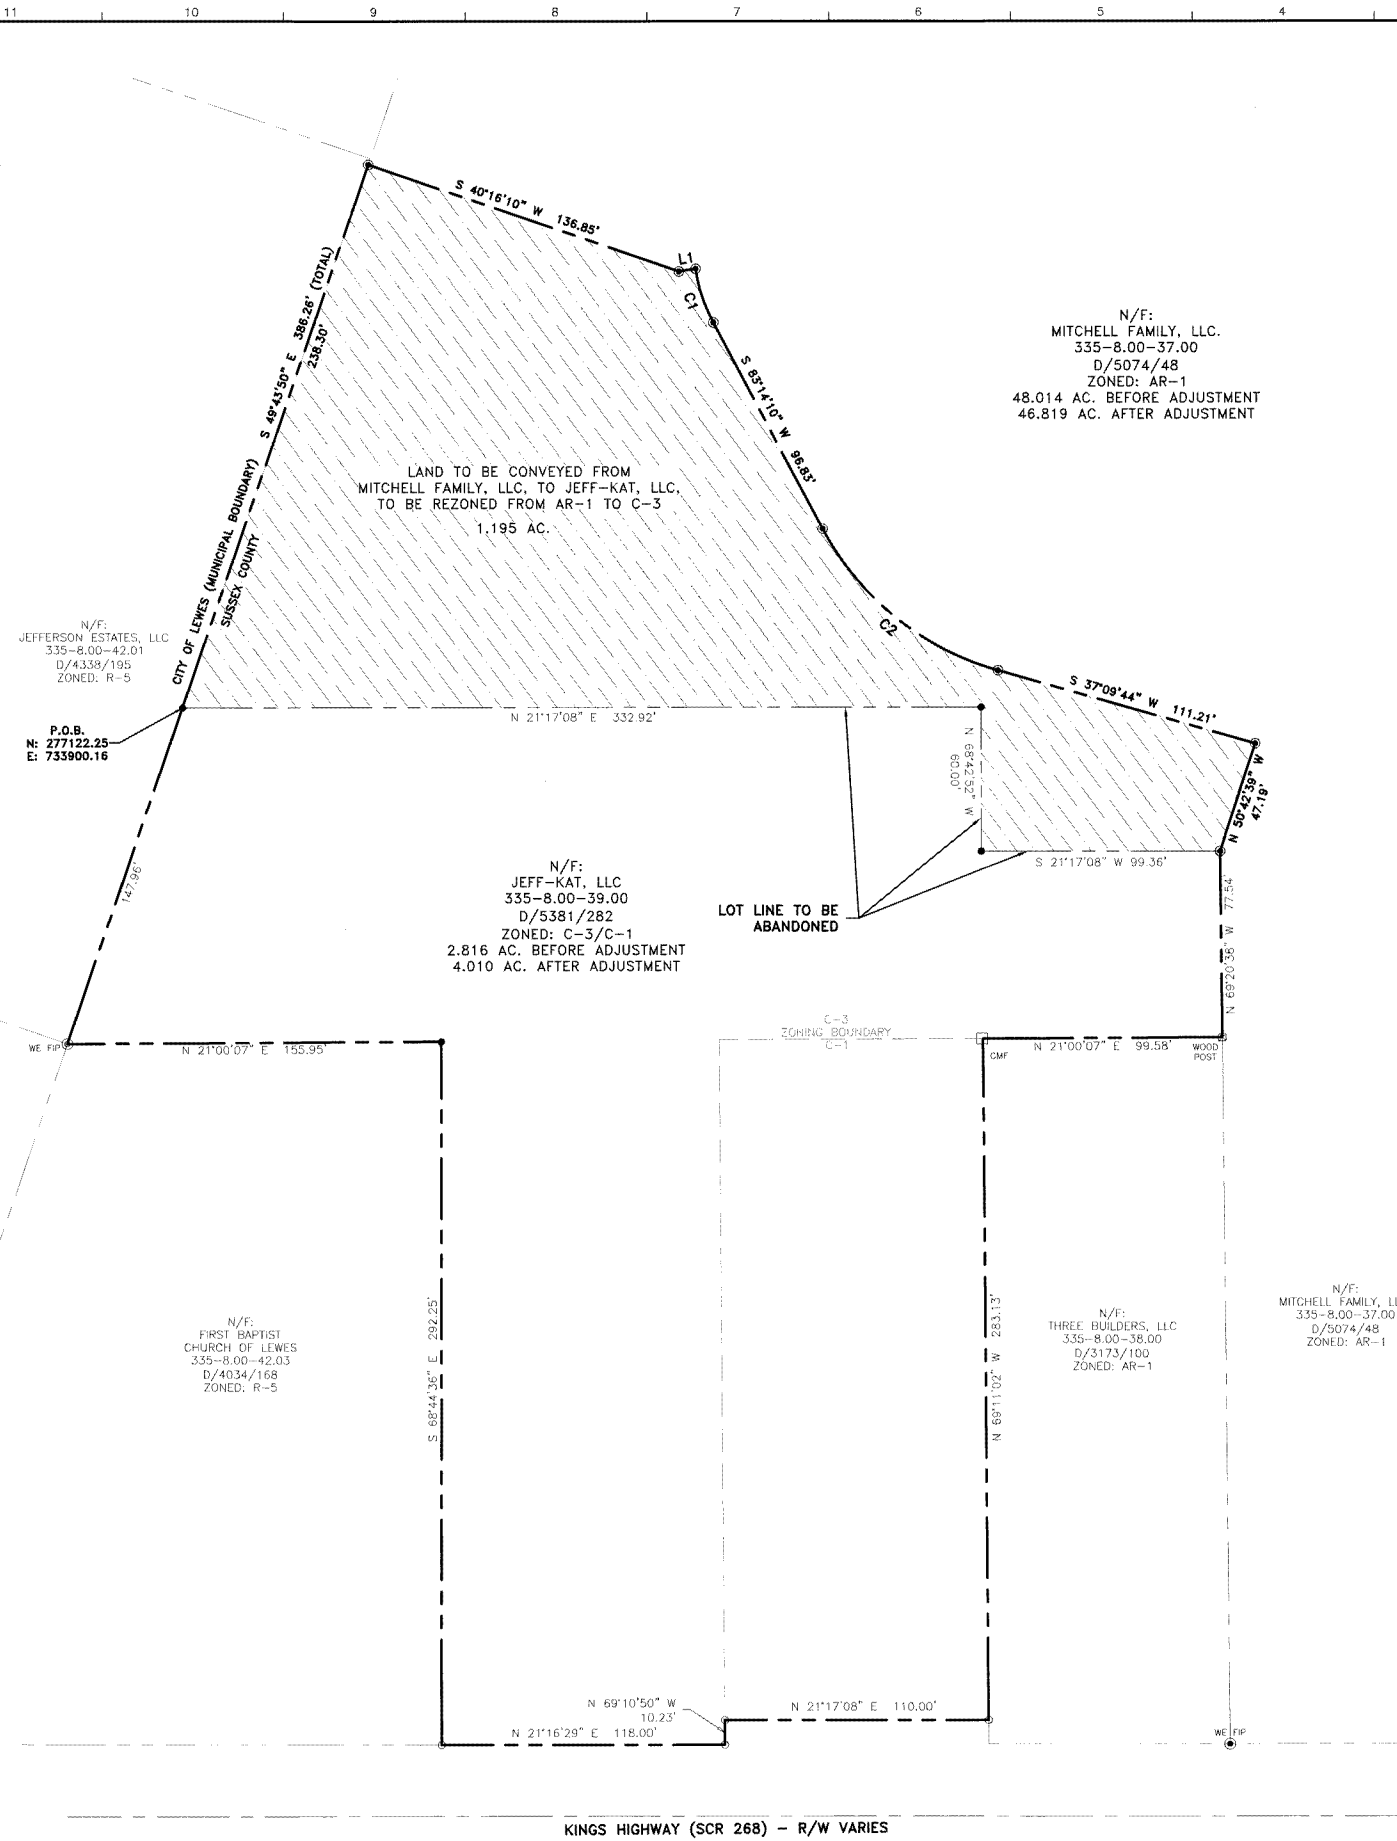 11 10 9 8 7 6 5 4
S 40°16'10" W 136.85'
L1
C1
S 49°43'50" E 386.26' (TOTAL)
238.30'
CITY OF LEWES (MUNICIPAL BOUNDARY)
SUSSEX COUNTY
N/F:
MITCHELL FAMILY, LLC.
335-8.00-37.00
D/5074/48
ZONED: AR-1
48.014 AC. BEFORE ADJUSTMENT
46.819 AC. AFTER ADJUSTMENT
S 83°14'10" W 96.83'
LAND TO BE CONVEYED FROM
MITCHELL FAMILY, LLC, TO JEFF-KAT, LLC,
TO BE REZONED FROM AR-1 TO C-3
1.195 AC.
C2
N/F:
JEFFERSON ESTATES, LLC
335-8.00-42.01
D/4338/195
ZONED: R-5
S 37°09'44" W 111.21'
P.O.B.
N: 277122.25
E: 733900.16
N 21°17'08" E 332.92'
N 68°42'52" W
60.00'
N 50°42'39" W
47.19'
S 21°17'08" W 99.36'
147.96'
N/F:
JEFF-KAT, LLC
335-8.00-39.00
D/5381/282
ZONED: C-3/C-1
2.816 AC. BEFORE ADJUSTMENT
4.010 AC. AFTER ADJUSTMENT
LOT LINE TO BE
ABANDONED
N 69°20'36" W 77.54'
C-3
ZONING BOUNDARY
C-1
WE FIP
N 21°00'07" E 155.95'
CMF
N 21°00'07" E 99.58'
WOOD
POST
S 68°44'36" E 292.25'
N 69°11'02" W 283.13'
N/F:
FIRST BAPTIST
CHURCH OF LEWES
335-8.00-42.03
D/4034/168
ZONED: R-5
N/F:
THREE BUILDERS, LLC
335-8.00-38.00
D/3173/100
ZONED: AR-1
N/F:
MITCHELL FAMILY, LL
335-8.00-37.00
D/5074/48
ZONED: AR-1
N 69°10'50" W
10.23'
N 21°17'08" E 110.00'
N 21°16'29" E 118.00'
WE FIP
KINGS HIGHWAY (SCR 268) - R/W VARIES